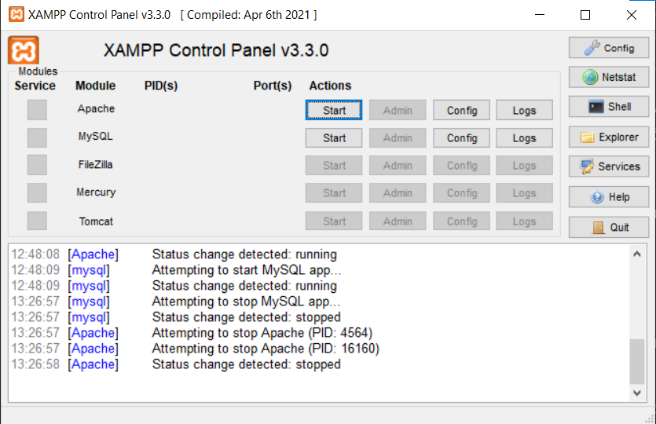 XAMPP Control Panel v3.3.0 [ Compiled: Apr 6th 2021 ]
XAMPP Control Panel v3.3.0
Config
Modules
Service Module PID(s) Port(s) Actions
Netstat
Apache Start Admin Config Logs
Shell
MySQL Start Admin Config Logs
Explorer
FileZilla Start Admin Config Logs
Services
Mercury Start Admin Config Logs
Help
Tomcat Start Admin Config Logs
Quit
12:48:08 [Apache] Status change detected: running
12:48:09 [mysql] Attempting to start MySQL app...
12:48:09 [mysql] Status change detected: running
13:26:57 [mysql] Attempting to stop MySQL app...
13:26:57 [mysql] Status change detected: stopped
13:26:57 [Apache] Attempting to stop Apache (PID: 4564)
13:26:57 [Apache] Attempting to stop Apache (PID: 16160)
13:26:58 [Apache] Status change detected: stopped